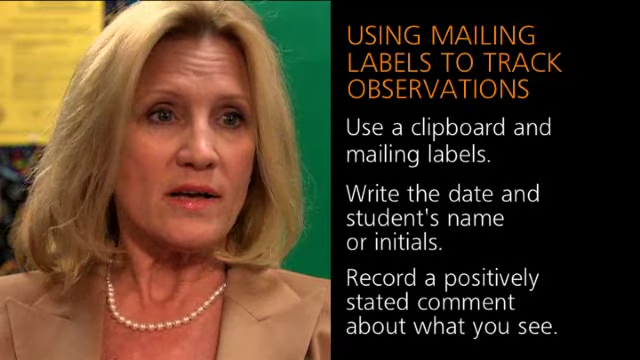 USING MAILING
LABELS TO TRACK
OBSERVATIONS
Use a clipboard and
mailing labels.
Write the date and
student's name
or initials.
Record a positively
stated comment
about what you see.